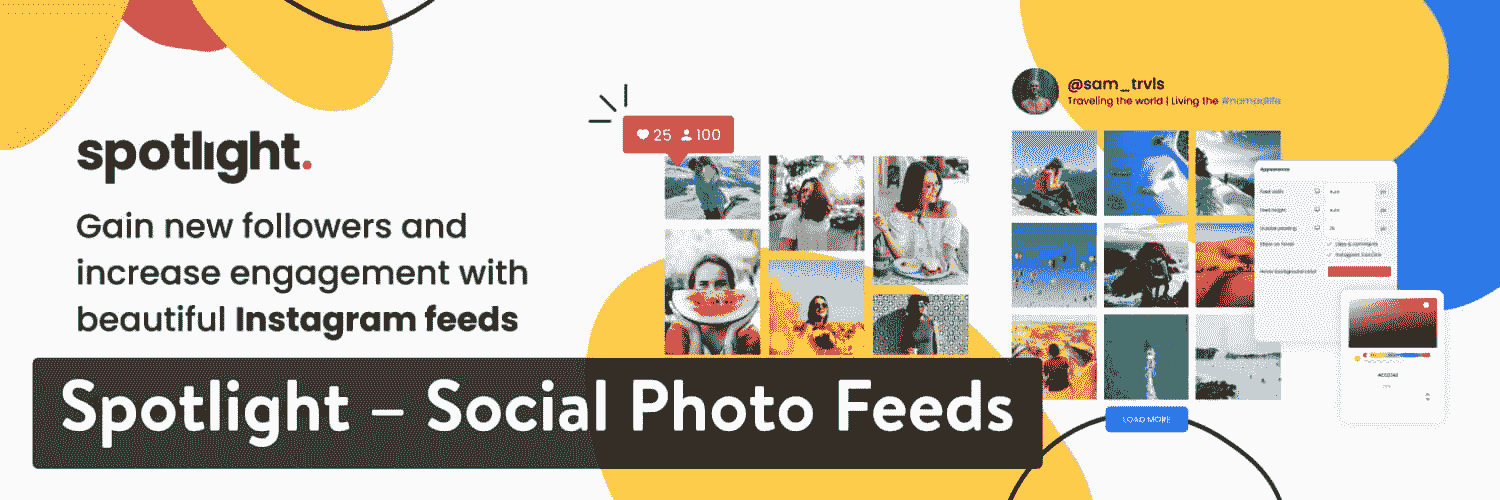 spotlight.
Gain new followers and
increase engagement with
beautiful Instagram feeds
25 100
@sam_trvls
Traveling the world | Living the #nomadlife
Appearance
LOAD MORE
Spotlight – Social Photo Feeds